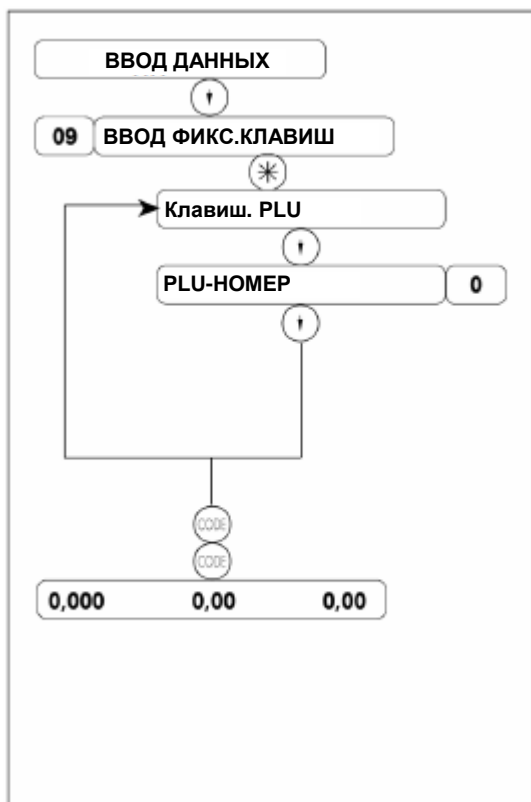 ВВОД ДАННЫХ
09 ВВОД ФИКС.КЛАВИШ
Клавиш. PLU
PLU-НОМЕР 0
CODE
CODE
0,000 0,00 0,00